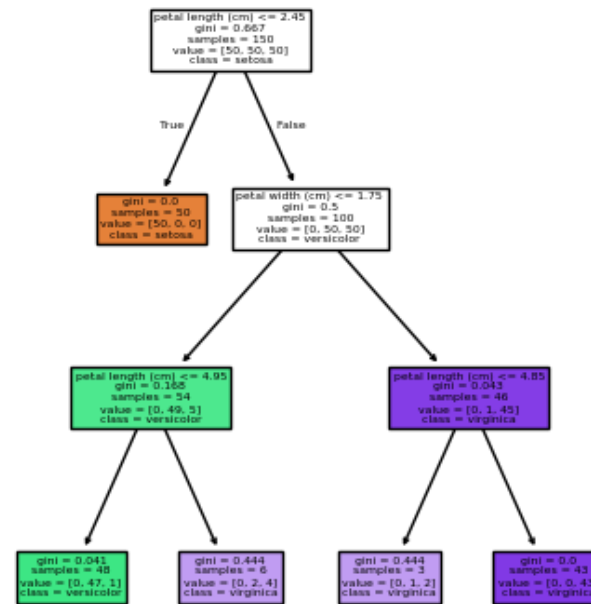 petal length (cm) <= 2.45
gini = 0.667
samples = 150
value = [50, 50, 50]
class = setosa
True
False
gini = 0.0
samples = 50
value = [50, 0, 0]
class = setosa
petal width (cm) <= 1.75
gini = 0.5
samples = 100
value = [0, 50, 50]
class = versicolor
petal length (cm) <= 4.95
gini = 0.168
samples = 54
value = [0, 49, 5]
class = versicolor
petal length (cm) <= 4.85
gini = 0.043
samples = 46
value = [0, 1, 45]
class = virginica
gini = 0.041
samples = 48
value = [0, 47, 1]
class = versicolor
gini = 0.444
samples = 6
value = [0, 2, 4]
class = virginica
gini = 0.444
samples = 3
value = [0, 1, 2]
class = virginica
gini = 0.0
samples = 43
value = [0, 0, 43
class = virginica